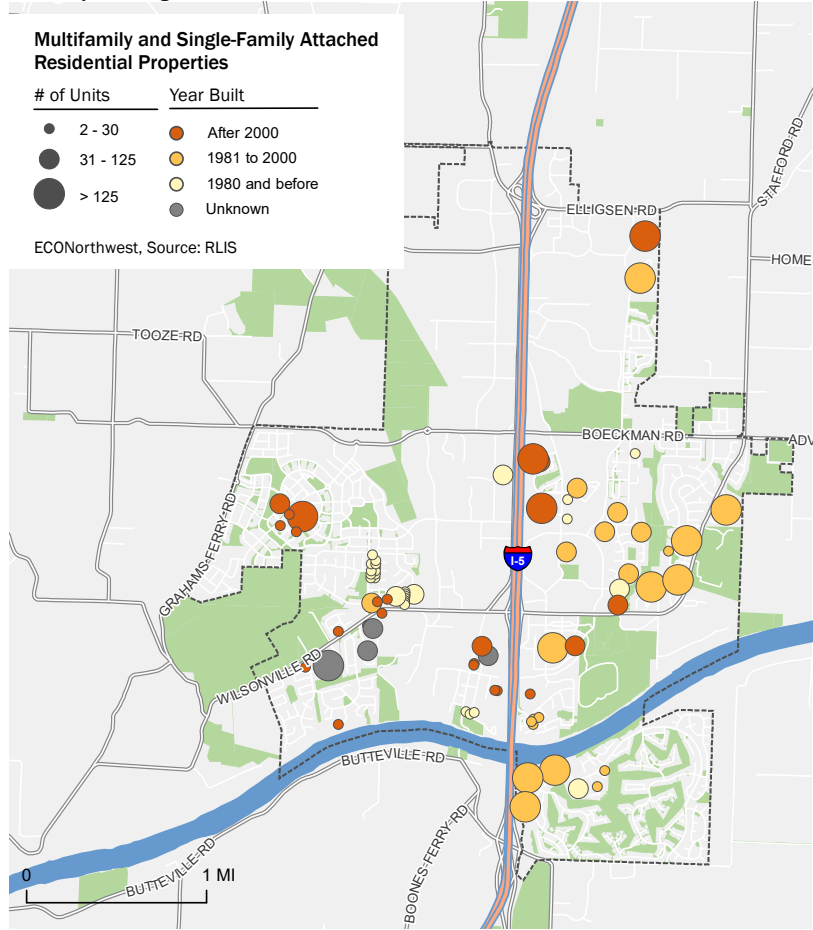 Multifamily and Single-Family Attached
Residential Properties
# of Units
Year Built
2 - 30
31 - 125
> 125
After 2000
1981 to 2000
1980 and before
Unknown
ECONorthwest, Source: RLIS
STAFFORD RD
ELLIGSEN RD
HOME
TOOZE RD
BOECKMAN RD
ADV
GRAHAMS-FERRY RD
I-5
WILSONVILLE RD
BUTTEVILLE RD
BOONES-FERRY RD
BUTTEVILLE RD
0
1 MI